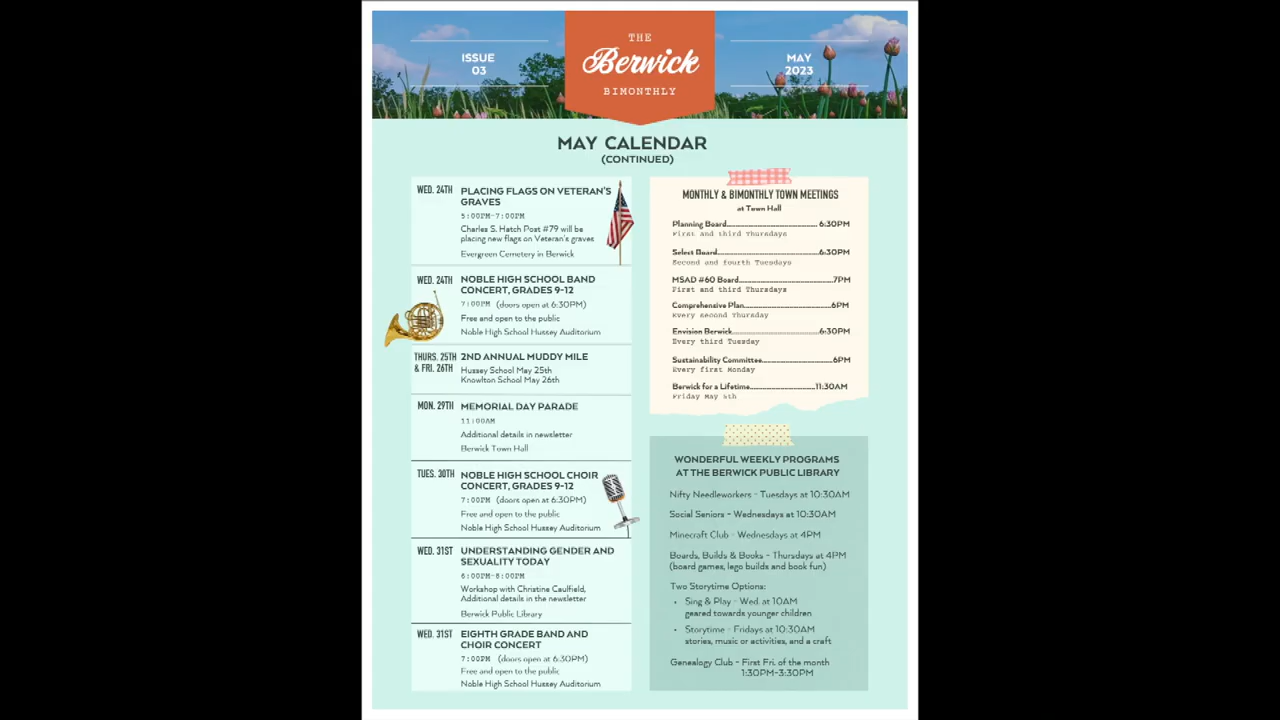 ISSUE
03
THE
Berwick
BIMONTHLY
MAY
2023
MAY CALENDAR
(CONTINUED)
WED. 24TH
PLACING FLAGS ON VETERAN'S
GRAVES
5:00PM-7:00PM
Charles S. Hatch Post #79 will be
placing new flags on Veteran's graves
Evergreen Cemetery in Berwick
WED. 24TH
NOBLE HIGH SCHOOL BAND
CONCERT, GRADES 9-12
7:00PM (doors open at 6:30PM)
Free and open to the public
Noble High School Hussey Auditorium
THURS. 25TH
& FRI. 26TH
2ND ANNUAL MUDDY MILE
Hussey School May 25th
Knowlton School May 26th
MON. 29TH
MEMORIAL DAY PARADE
11:00AM
Additional details in newsletter
Berwick Town Hall
TUES. 30TH
NOBLE HIGH SCHOOL CHOIR
CONCERT, GRADES 9-12
7:00PM (doors open at 6:30PM)
Free and open to the public
Noble High School Hussey Auditorium
WED. 31ST
UNDERSTANDING GENDER AND
SEXUALITY TODAY
6:00PM-8:00PM
Workshop with Christine Caulfield,
Additional details in the newsletter
Berwick Public Library
WED. 31ST
EIGHTH GRADE BAND AND
CHOIR CONCERT
7:00PM (doors open at 6:30PM)
Free and open to the public
Noble High School Hussey Auditorium
MONTHLY & BIMONTHLY TOWN MEETINGS
at Town Hall
Planning Board.......................................... 6:30PM
First and third Thursdays
Select Board...............................................6:30PM
Second and fourth Tuesdays
MSAD #60 Board..........................................7PM
First and third Thursdays
Comprehensive Plan........................................6PM
Every second Thursday
Envision Berwick.........................................6:30PM
Every third Tuesday
Sustainability Committee................................6PM
Every first Monday
Berwick for a Lifetime..............................11:30AM
Friday May 5th
WONDERFUL WEEKLY PROGRAMS
AT THE BERWICK PUBLIC LIBRARY
Nifty Needleworkers - Tuesdays at 10:30AM
Social Seniors - Wednesdays at 10:30AM
Minecraft Club - Wednesdays at 4PM
Boards, Builds & Books - Thursdays at 4PM
(board games, lego builds and book fun)
Two Storytime Options:
• Sing & Play - Wed. at 10AM
geared towards younger children
• Storytime - Fridays at 10:30AM
stories, music or activities, and a craft
Genealogy Club - First Fri. of the month
1:30PM-3:30PM